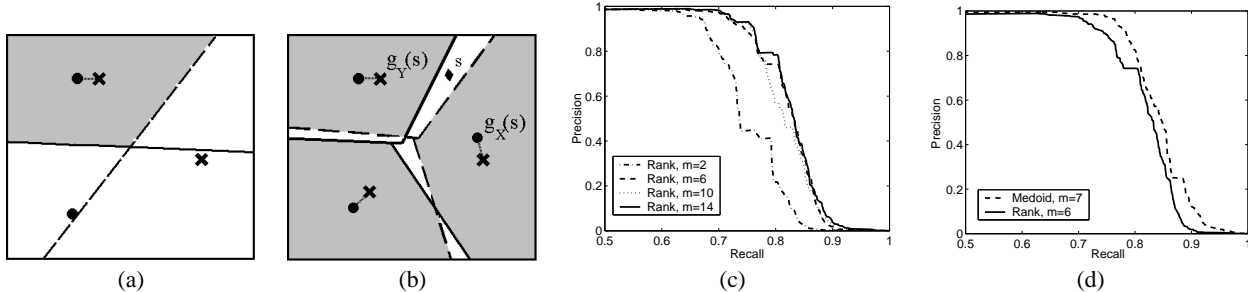 (a)
g_Y(s)
s
g_X(s)
(b)
1
0.8
0.6
0.4
0.2
0
Precision
Rank, m=2
Rank, m=6
Rank, m=10
Rank, m=14
0.5 0.6 0.7 0.8 0.9 1
Recall
(c)
1
0.8
0.6
0.4
0.2
0
Precision
Medoid, m=7
Rank, m=6
0.5 0.6 0.7 0.8 0.9 1
Recall
(d)